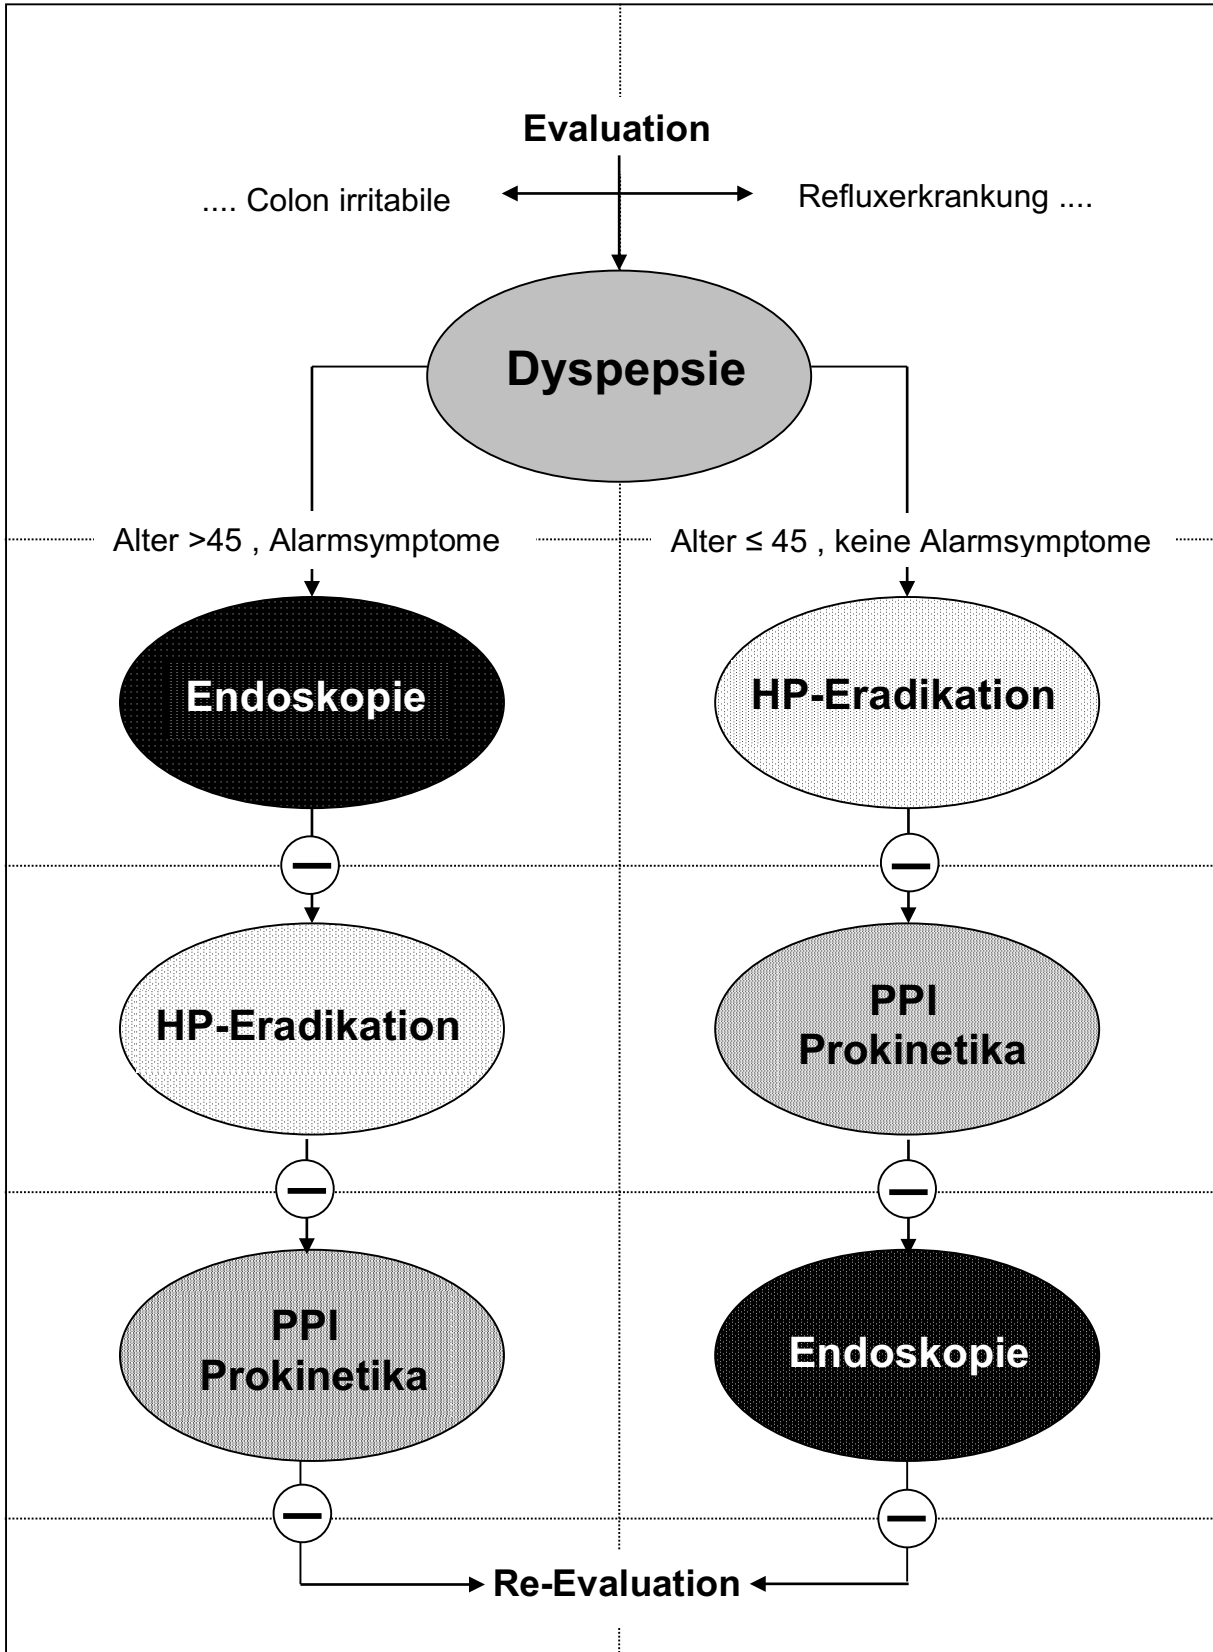 Evaluation
.... Colon irritabile
Refluxerkrankung ....
Dyspepsie
Alter >45 , Alarmsymptome
Alter ≤ 45 , keine Alarmsymptome
Endoskopie
HP-Eradikation
HP-Eradikation
PPI
Prokinetika
PPI
Prokinetika
Endoskopie
Re-Evaluation